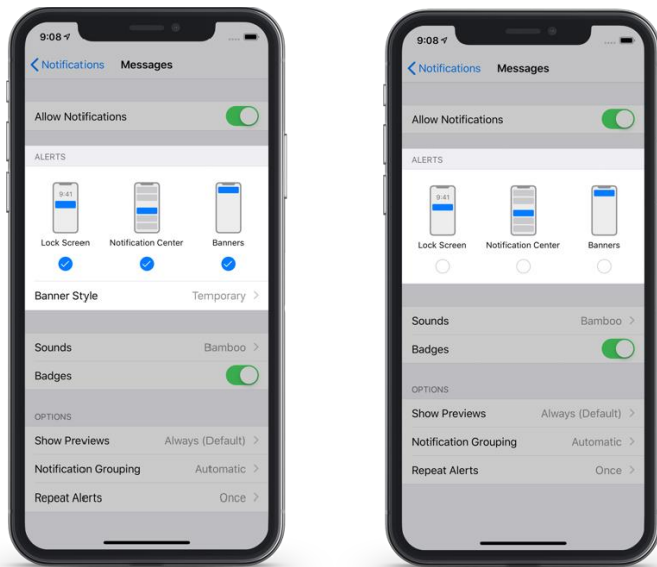 9:08
Notifications Messages
Allow Notifications
ALERTS
9:41
Lock Screen Notification Center Banners
Banner Style Temporary
Sounds Bamboo
Badges
OPTIONS
Show Previews Always (Default)
Notification Grouping Automatic
Repeat Alerts Once
9:08
Notifications Messages
Allow Notifications
ALERTS
9:41
Lock Screen Notification Center Banners
Sounds Bamboo
Badges
OPTIONS
Show Previews Always (Default)
Notification Grouping Automatic
Repeat Alerts Once